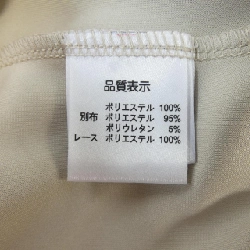 品質表示
ポリエステル 100%
別布 ポリエステル 95%
ポリウレタン 5%
レース ポリエステル 100%